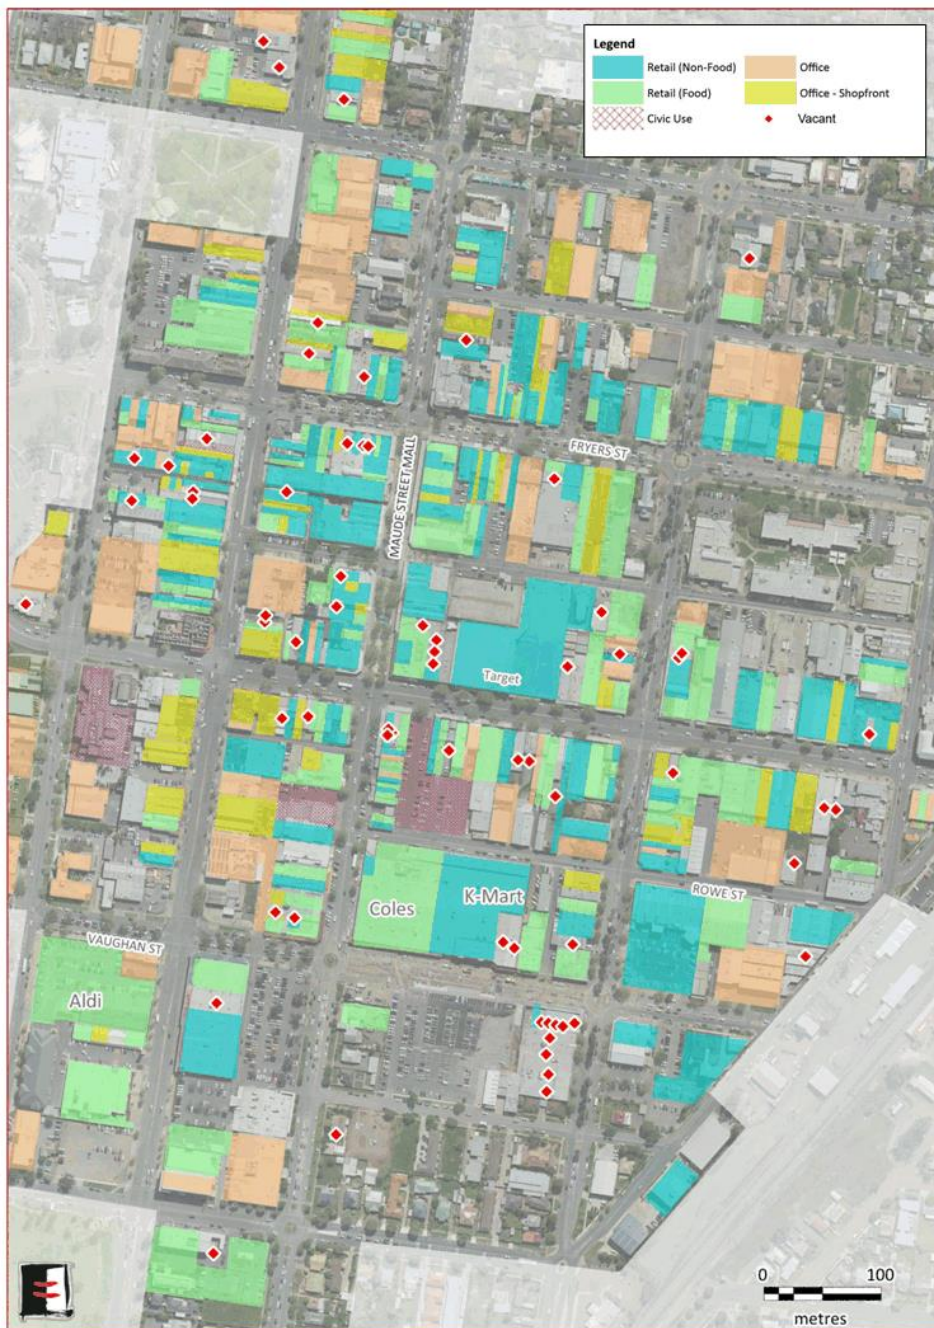 Legend
Retail (Non-Food)
Office
Retail (Food)
Office - Shopfront
Civic Use
Vacant
FRYERS ST
MAUDE STREET MALL
Target
ROWE ST
Coles
K-Mart
VAUGHAN ST
Aldi
0 100
metres